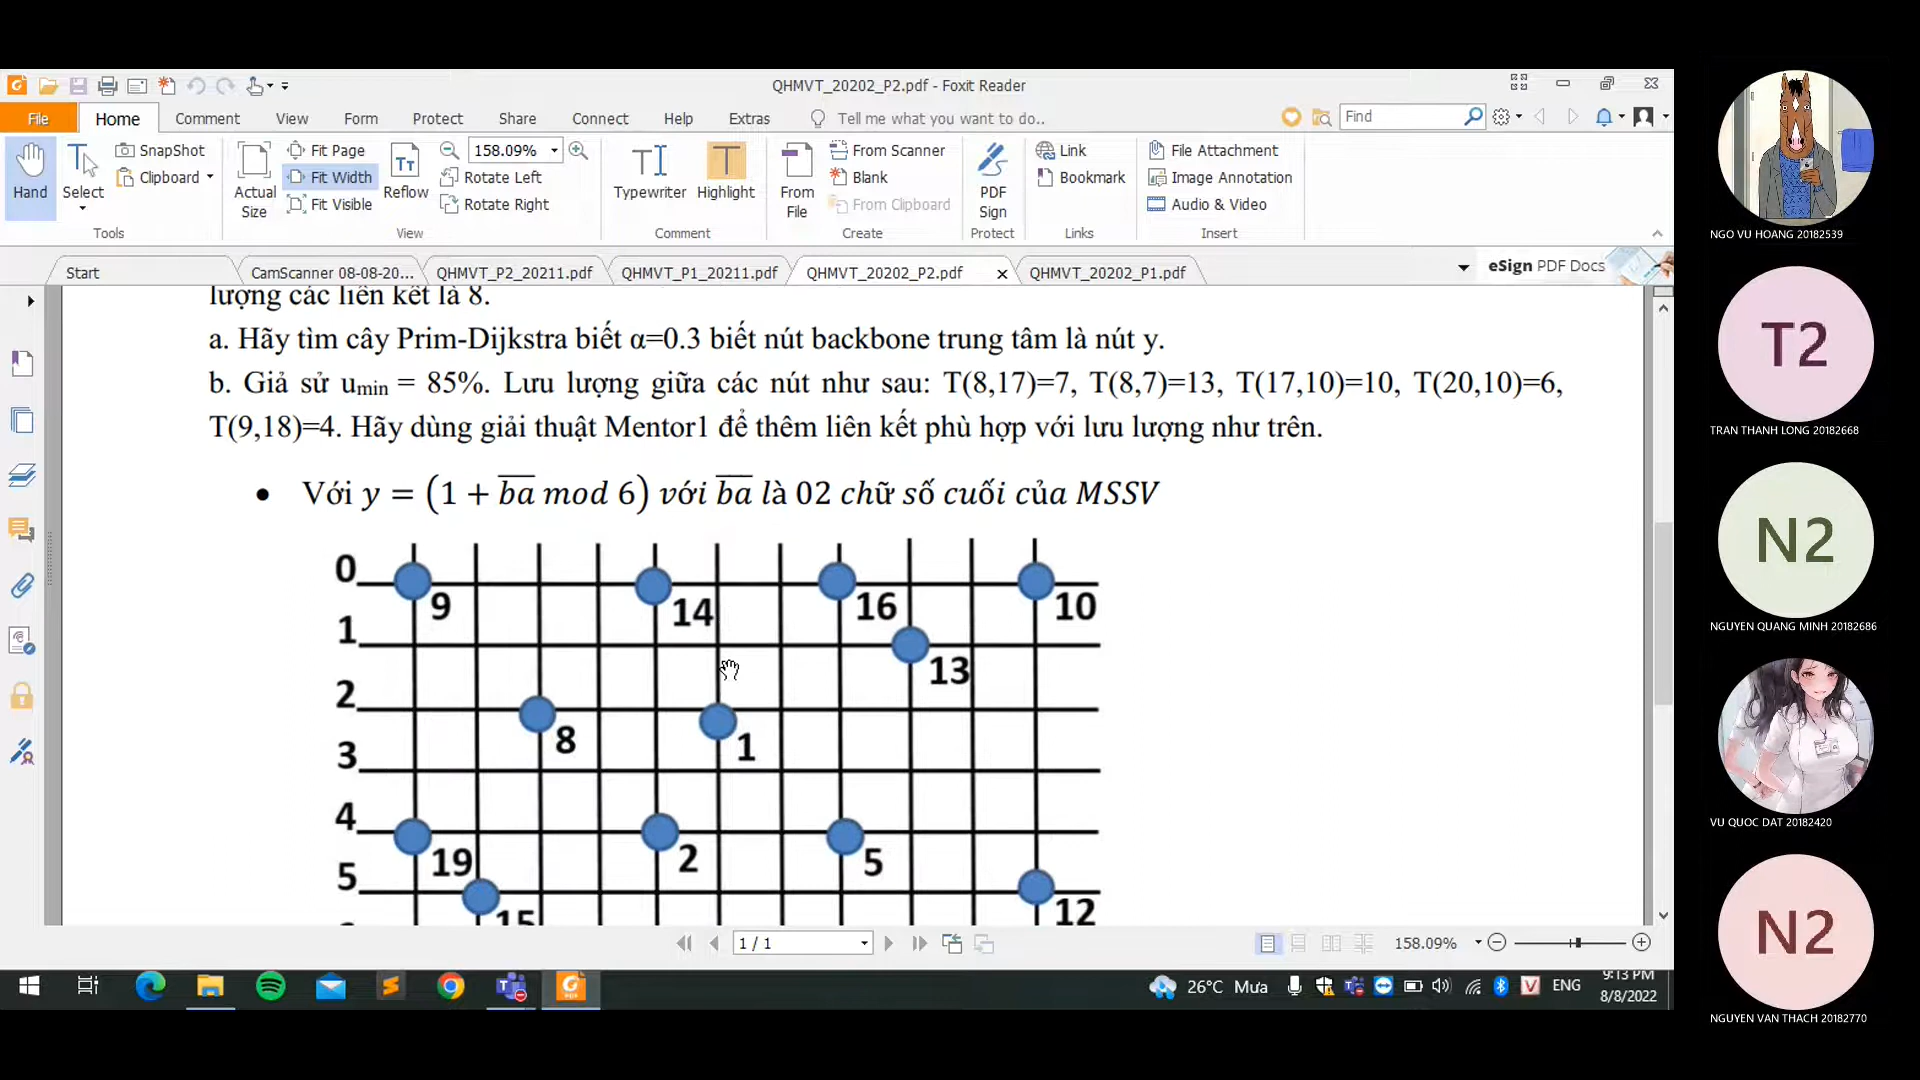 QHMVT_20202_P2.pdf - Foxit Reader
File Home Comment View Form Protect Share Connect Help Extras Tell me what you want to do.. Find
Hand
Select
SnapShot
Clipboard
Tools
Actual Size
Fit Page
Fit Width
Fit Visible
Reflow
158.09%
Rotate Left
Rotate Right
View
Typewriter
Highlight
Comment
From File
From Scanner
Blank
From Clipboard
Create
PDF Sign
Protect
Link
Bookmark
Links
File Attachment
Image Annotation
Audio & Video
Insert
Start CamScanner 08-08-20... QHMVT_P2_20211.pdf QHMVT_P1_20211.pdf QHMVT_20202_P2.pdf QHMVT_20202_P1.pdf
eSign PDF Docs
lượng các liên kết là 8.
a. Hãy tìm cây Prim-Dijkstra biết α=0.3 biết nút backbone trung tâm là nút y.
b. Giả sử umin = 85%. Lưu lượng giữa các nút như sau: T(8,17)=7, T(8,7)=13, T(17,10)=10, T(20,10)=6,
T(9,18)=4. Hãy dùng giải thuật Mentor1 để thêm liên kết phù hợp với lưu lượng như trên.
• Với y = (1 + b̅a̅ mod 6) với b̅a̅ là 02 chữ số cuối của MSSV
0
9 14 16 10
1
13
2
8 1
3
4
19 2 5
5
15 12
1 / 1
158.09%
26°C Mưa
ENG
9:13 PM
8/8/2022
NGO VU HOANG 20182539
T2
TRAN THANH LONG 20182668
N2
NGUYEN QUANG MINH 20182686
VU QUOC DAT 20182420
N2
NGUYEN VAN THACH 20182770